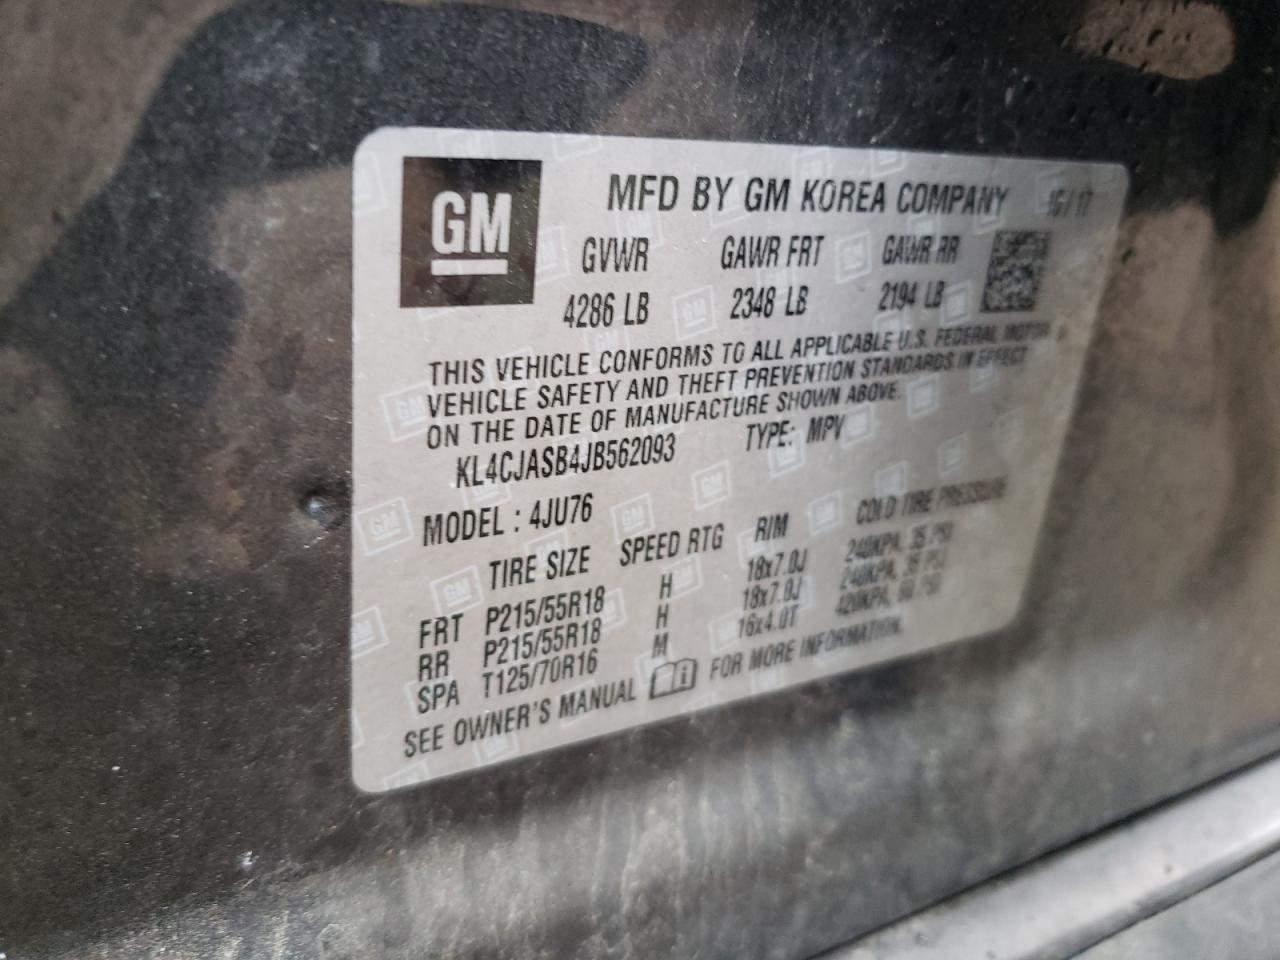 GM
MFD BY GM KOREA COMPANY
GVWR GAWR FRT GAWR RR
4286 LB 2348 LB 2194 LB
THIS VEHICLE CONFORMS TO ALL APPLICABLE U.S. FEDERAL MOTOR
VEHICLE SAFETY AND THEFT PREVENTION STANDARDS IN EFFECT
ON THE DATE OF MANUFACTURE SHOWN ABOVE.
KL4CJASB4JB562093 TYPE: MPV
MODEL : 4JU76
TIRE SIZE SPEED RTG RIM COLD TIRE PRESSURE
FRT P215/55R18 H 18x7.0J 240KPA, 35 PSI
RR P215/55R18 H 18x7.0J 240KPA, 35 PSI
SPA T125/70R16 M 16x4.0T 420KPA, 60 PSI
SEE OWNER'S MANUAL FOR MORE INFORMATION.